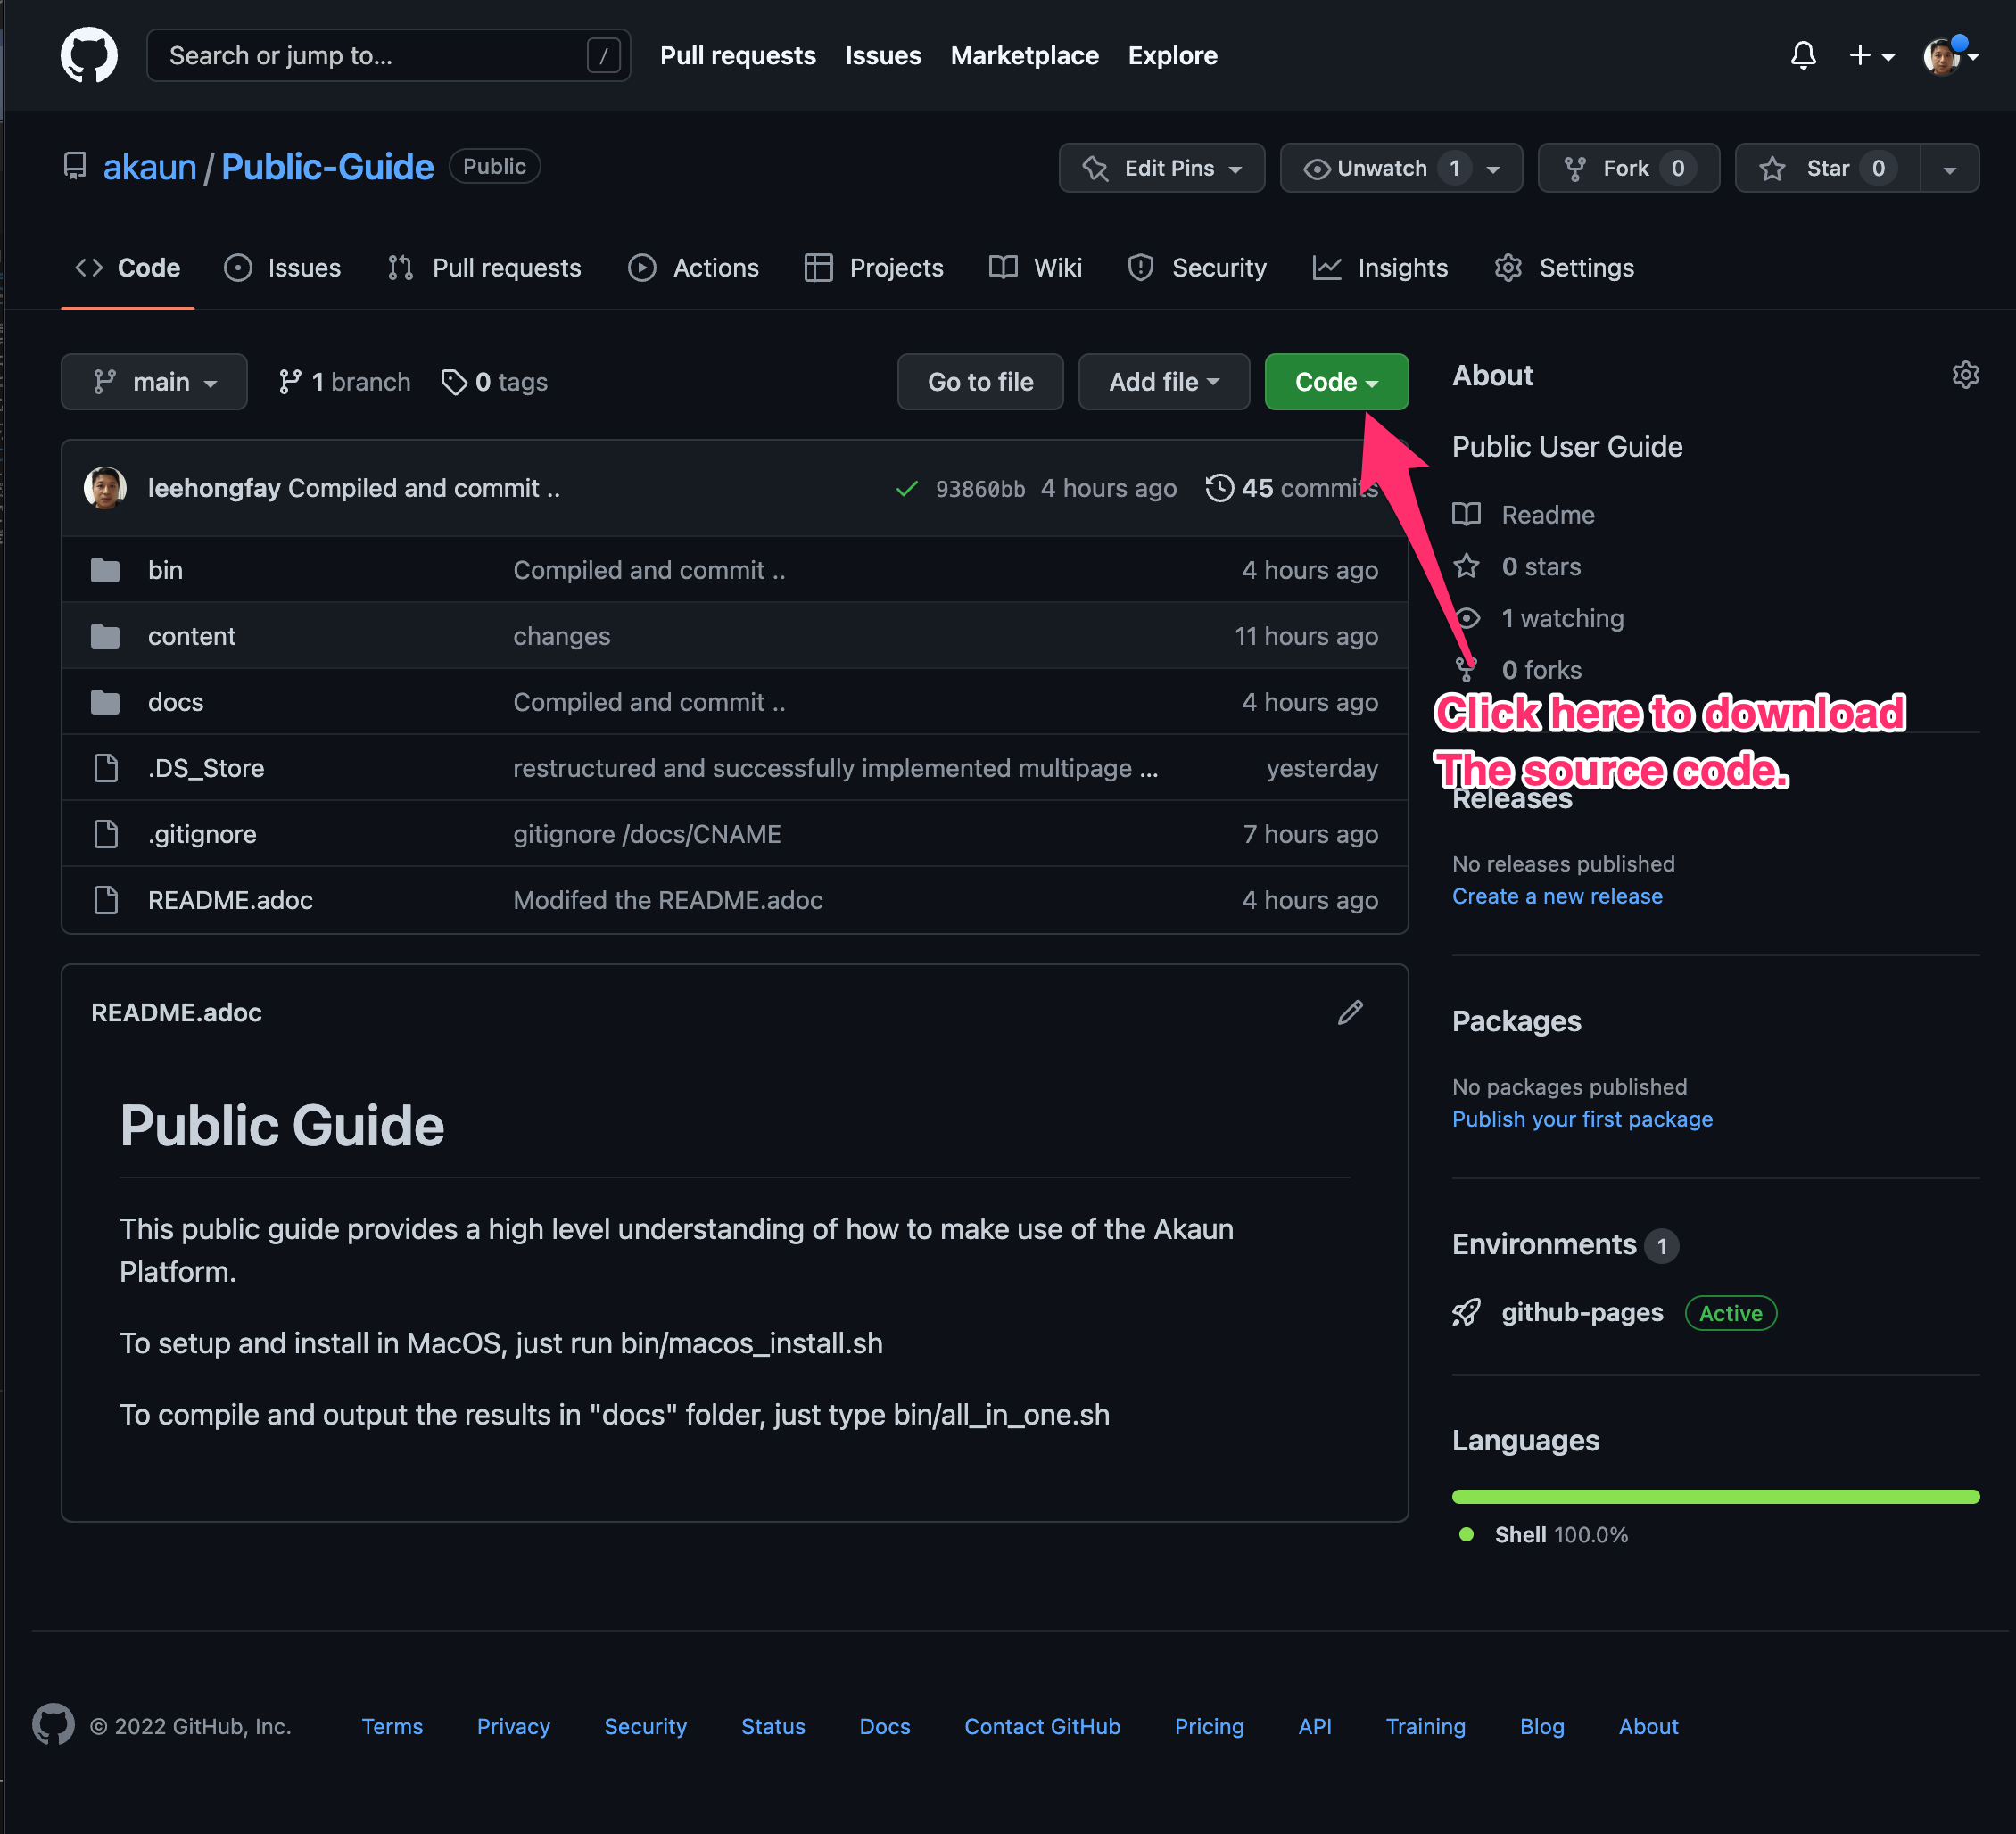 Search or jump to... /
Pull requests Issues Marketplace Explore
akaun / Public-Guide Public
Edit Pins Unwatch 1 Fork 0 Star 0
Code Issues Pull requests Actions Projects Wiki Security Insights Settings
main 1 branch 0 tags Go to file Add file Code
leehongfay Compiled and commit .. 93860bb 4 hours ago 45 commits
bin Compiled and commit .. 4 hours ago
content changes 11 hours ago
docs Compiled and commit .. 4 hours ago
.DS_Store restructured and successfully implemented multipage ... yesterday
.gitignore gitignore /docs/CNAME 7 hours ago
README.adoc Modifed the README.adoc 4 hours ago
README.adoc
Public Guide
This public guide provides a high level understanding of how to make use of the Akaun
Platform.
To setup and install in MacOS, just run bin/macos_install.sh
To compile and output the results in "docs" folder, just type bin/all_in_one.sh
About
Public User Guide
Readme
0 stars
1 watching
0 forks
Click here to download
The source code.
Releases
No releases published
Create a new release
Packages
No packages published
Publish your first package
Environments 1
github-pages Active
Languages
Shell 100.0%
© 2022 GitHub, Inc. Terms Privacy Security Status Docs Contact GitHub Pricing API Training Blog About